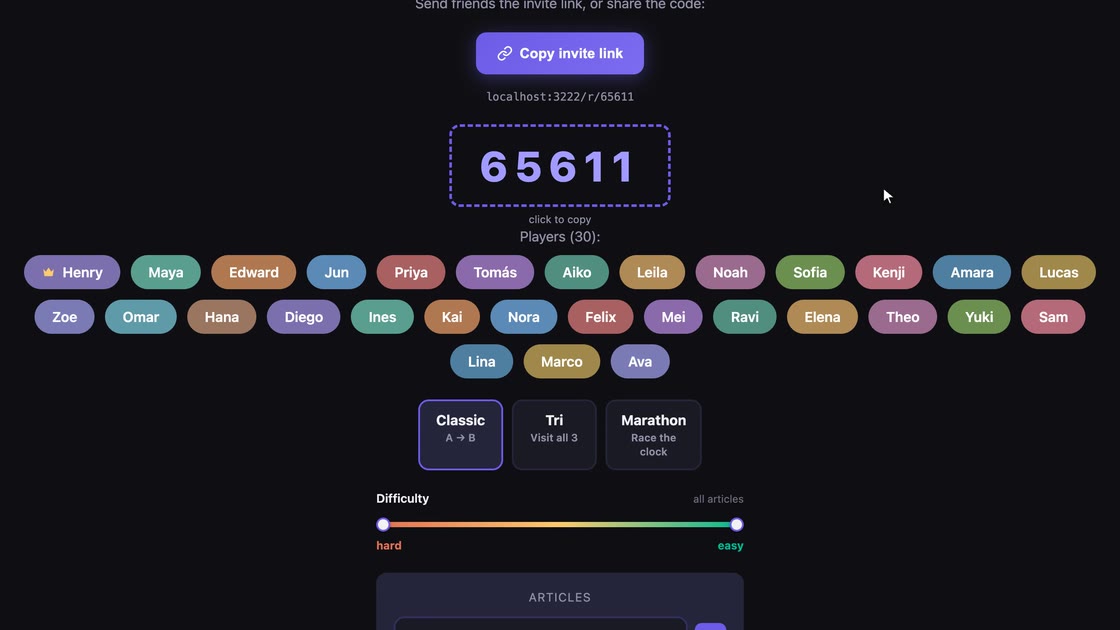 Send friends the invite link, or share the code:
Copy invite link
localhost:3222/r/65611
65611
click to copy
Players (30):
Henry Maya Edward Jun Priya Tomás Aiko Leila Noah Sofia Kenji Amara Lucas
Zoe Omar Hana Diego Ines Kai Nora Felix Mei Ravi Elena Theo Yuki Sam
Lina Marco Ava
Classic Tri Marathon
A → B Visit all 3 Race the
clock
Difficulty all articles
hard easy
ARTICLES